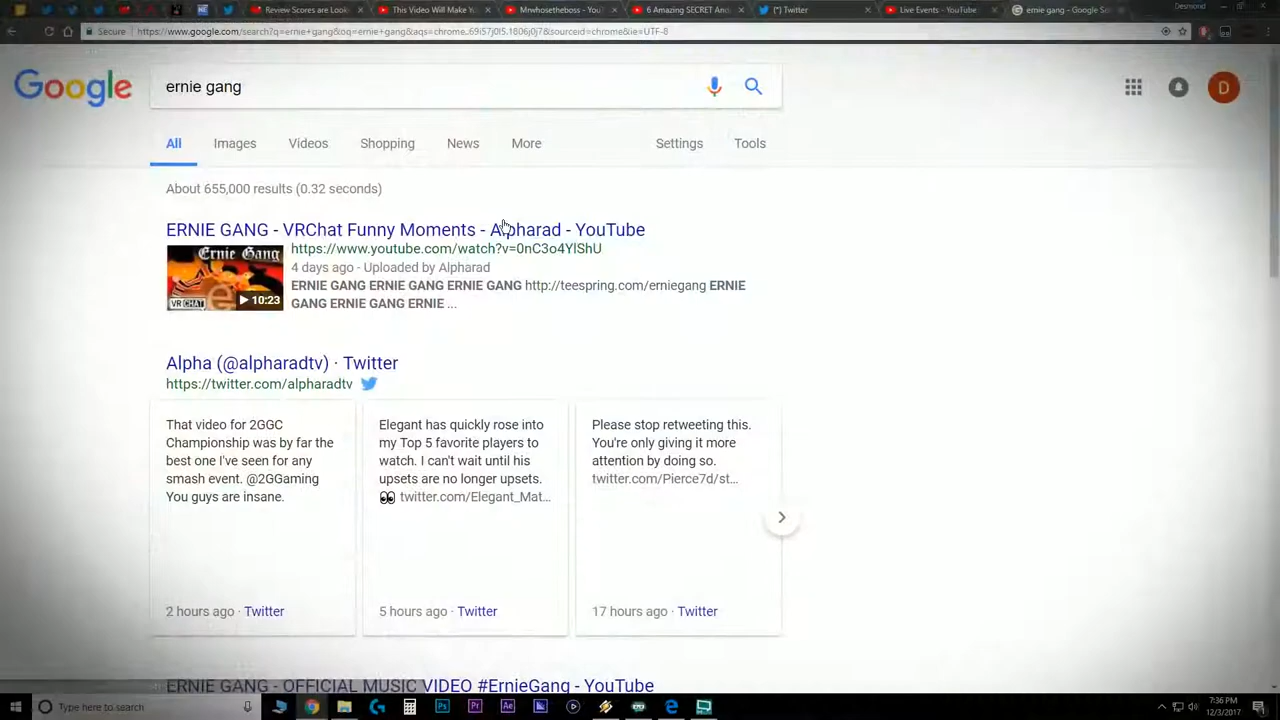 Review Scores are Look
This Video Will Make Y
Mrwhosetheboss - You
6 Amazing SECRET And
(*) Twitter
Live Events - YouTube
ernie gang - Google Se
Desmond
Secure
https://www.google.com/search?q=ernie+gang&oq=ernie+gang&aqs=chrome..69i57j0l5.1806j0j7&sourceid=chrome&ie=UTF-8
Google
ernie gang
D
All
Images
Videos
Shopping
News
More
Settings
Tools
About 655,000 results (0.32 seconds)
ERNIE GANG - VRChat Funny Moments - Alpharad - YouTube
https://www.youtube.com/watch?v=0nC3o4YlShU
4 days ago - Uploaded by Alpharad
ERNIE GANG ERNIE GANG ERNIE GANG http://teespring.com/erniegang ERNIE
GANG ERNIE GANG ERNIE ...
Ernie Gang
VRCHAT
10:23
Alpha (@alpharadtv) · Twitter
https://twitter.com/alpharadtv
That video for 2GGC
Championship was by far the
best one I've seen for any
smash event. @2GGaming
You guys are insane.
2 hours ago · Twitter
Elegant has quickly rose into
my Top 5 favorite players to
watch. I can't wait until his
upsets are no longer upsets.
👀 twitter.com/Elegant_Mat...
5 hours ago · Twitter
Please stop retweeting this.
You're only giving it more
attention by doing so.
twitter.com/Pierce7d/st...
17 hours ago · Twitter
ERNIE GANG - OFFICIAL MUSIC VIDEO #ErnieGang - YouTube
Type here to search
Ps
Pr
Ae
7:36 PM
12/3/2017